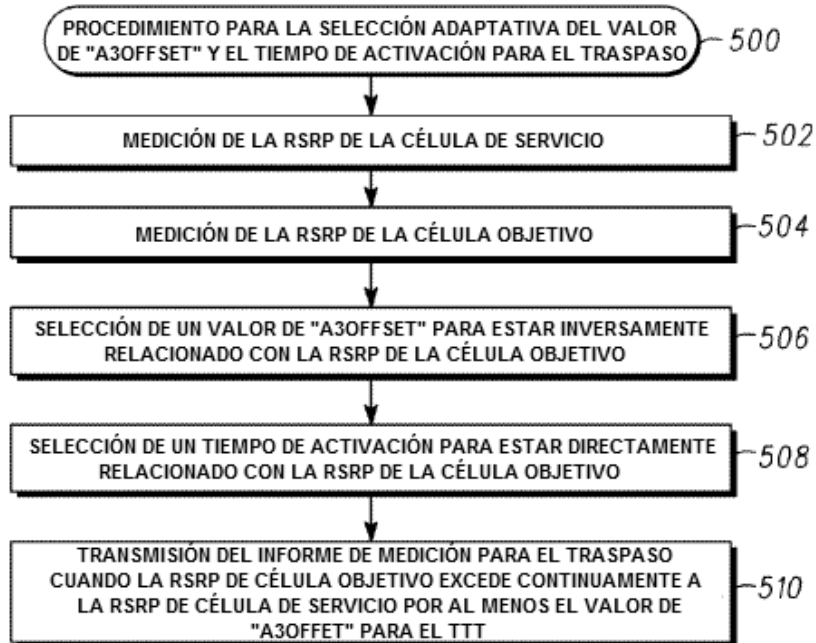 PROCEDIMIENTO PARA LA SELECCIÓN ADAPTATIVA DEL VALOR
DE "A3OFFSET" Y EL TIEMPO DE ACTIVACIÓN PARA EL TRASPASO
500
MEDICIÓN DE LA RSRP DE LA CÉLULA DE SERVICIO
502
MEDICIÓN DE LA RSRP DE LA CÉLULA OBJETIVO
504
SELECCIÓN DE UN VALOR DE "A3OFFSET" PARA ESTAR INVERSAMENTE
RELACIONADO CON LA RSRP DE LA CÉLULA OBJETIVO
506
SELECCIÓN DE UN TIEMPO DE ACTIVACIÓN PARA ESTAR DIRECTAMENTE
RELACIONADO CON LA RSRP DE LA CÉLULA OBJETIVO
508
TRANSMISIÓN DEL INFORME DE MEDICIÓN PARA EL TRASPASO
CUANDO LA RSRP DE CÉLULA OBJETIVO EXCEDE CONTINUAMENTE A
LA RSRP DE CÉLULA DE SERVICIO POR AL MENOS EL VALOR DE
"A3OFFET" PARA EL TTT
510